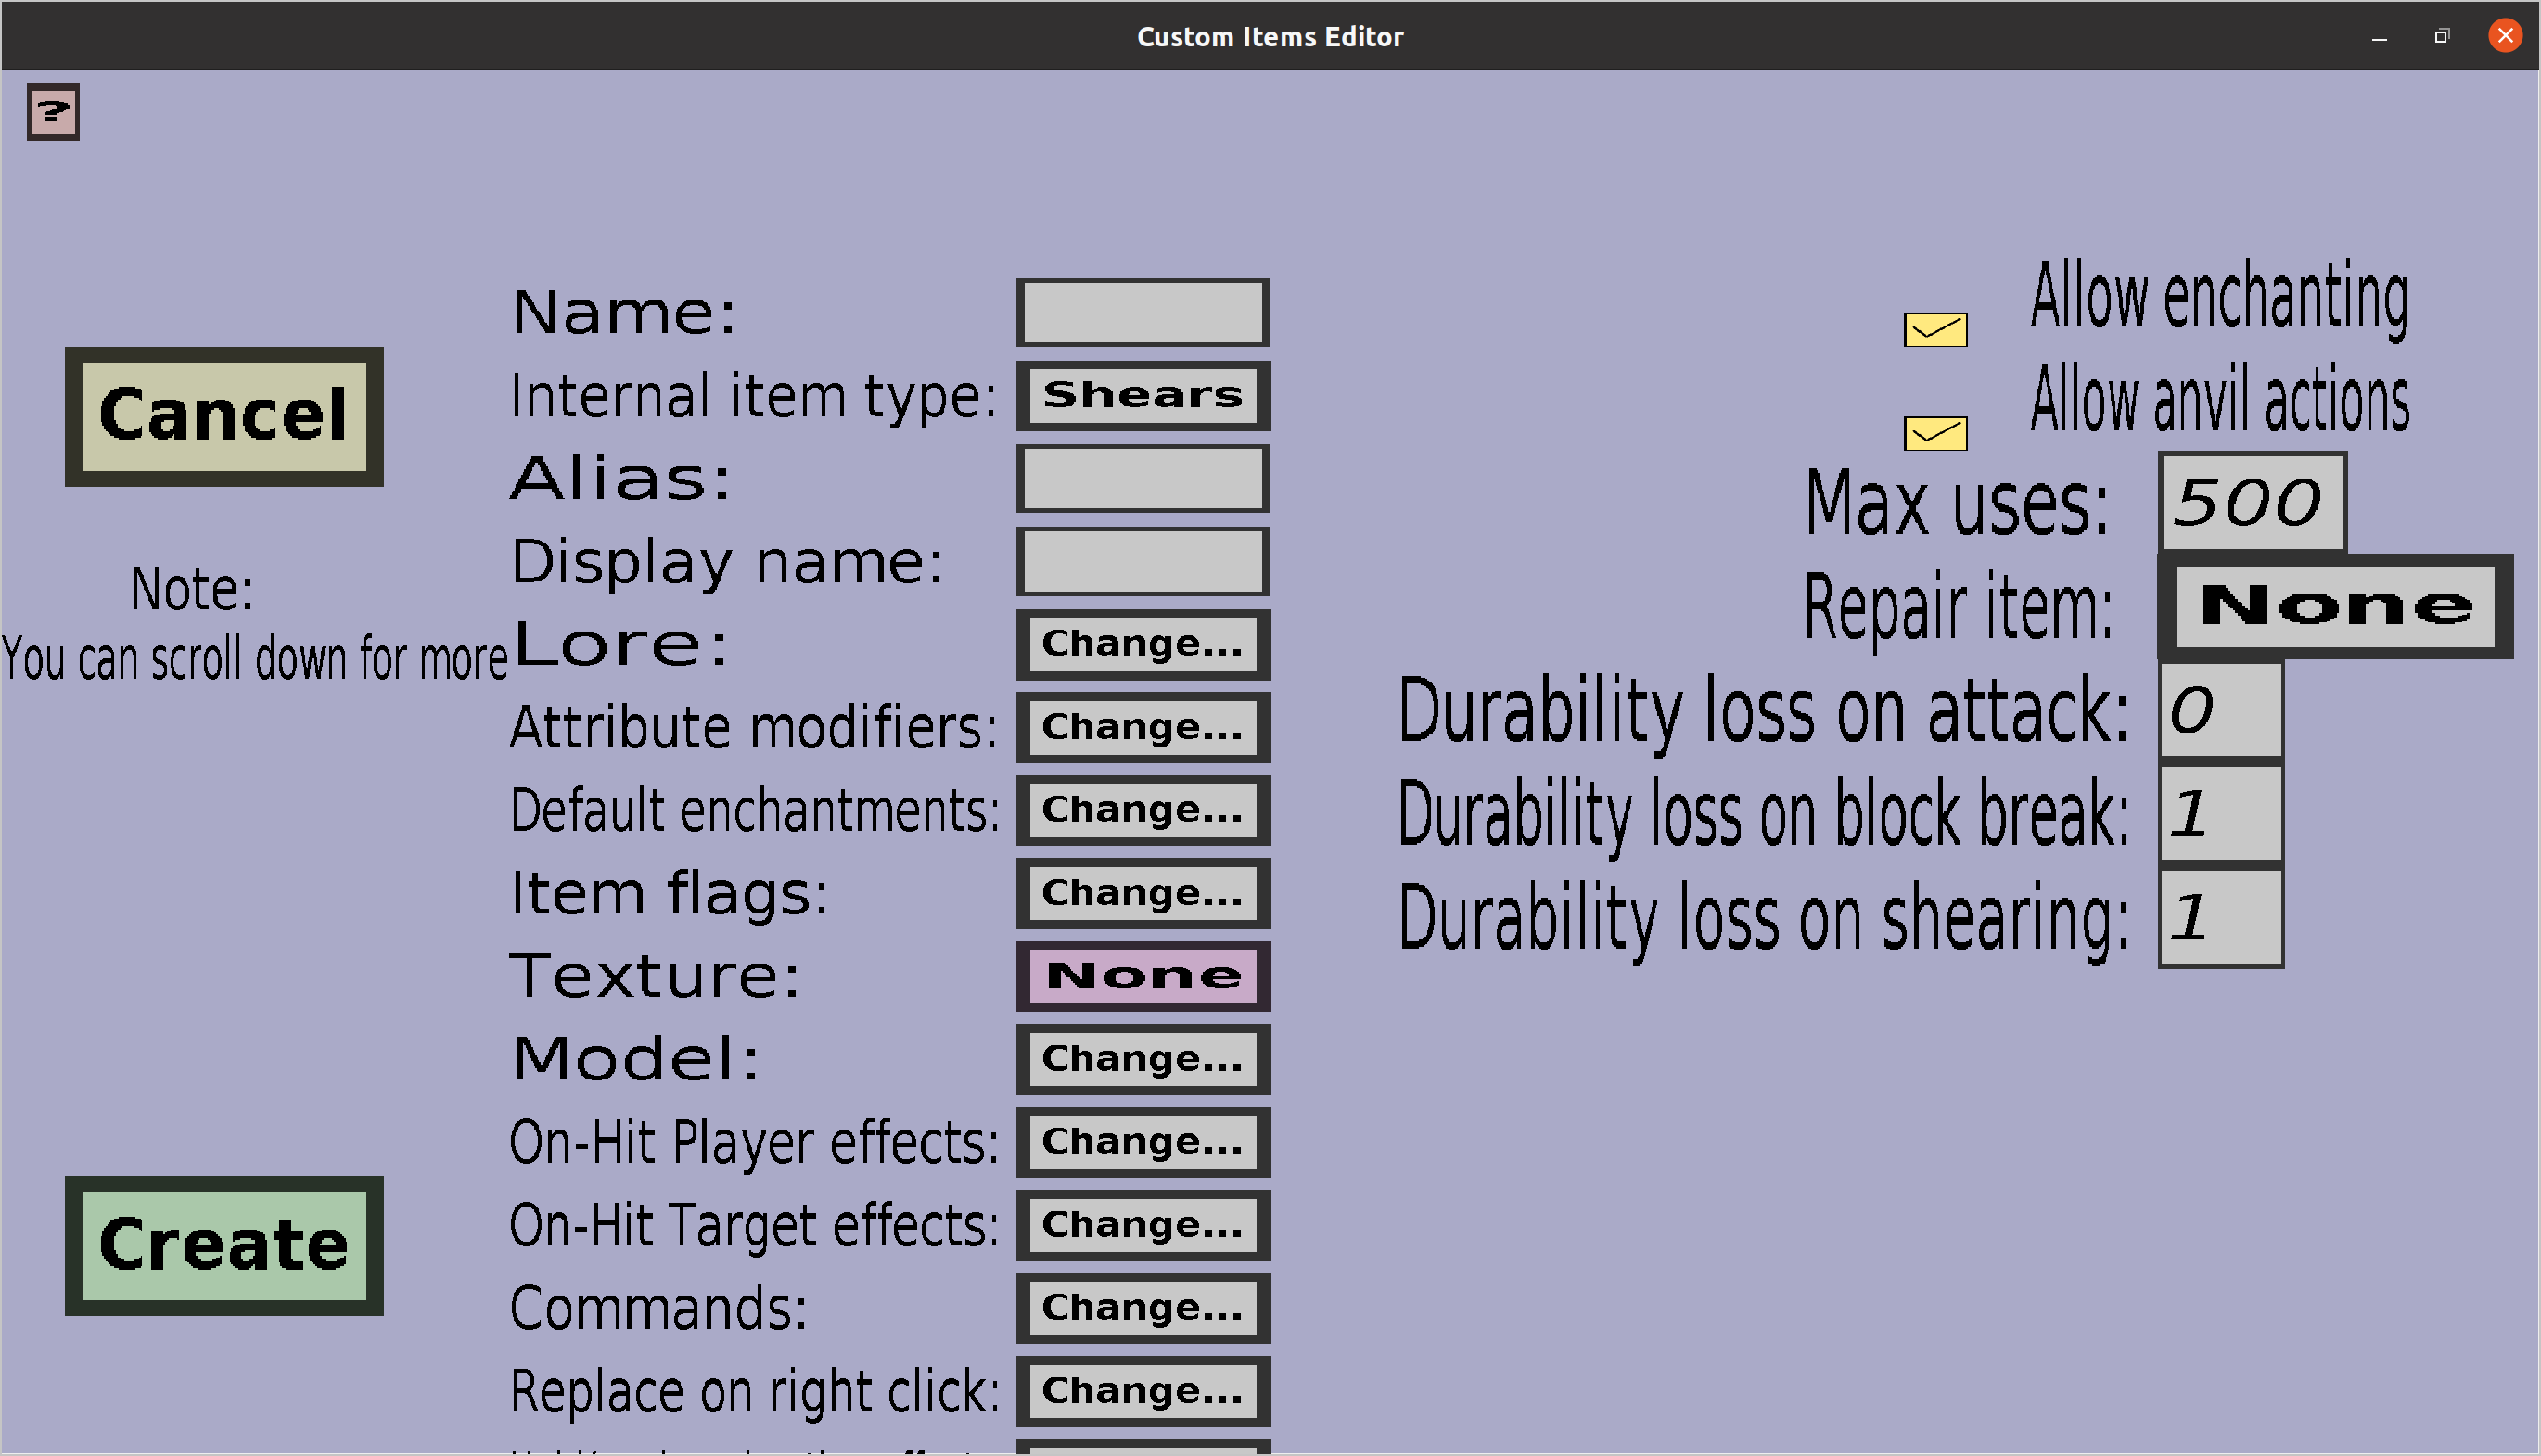 Custom Items Editor
?
Cancel
Note:
You can scroll down for more
Create
Name:
Internal item type: Shears
Alias:
Display name:
Lore: Change...
Attribute modifiers: Change...
Default enchantments: Change...
Item flags: Change...
Texture: None
Model: Change...
On-Hit Player effects: Change...
On-Hit Target effects: Change...
Commands: Change...
Replace on right click: Change...
Allow enchanting
Allow anvil actions
Max uses: 500
Repair item: None
Durability loss on attack: 0
Durability loss on block break: 1
Durability loss on shearing: 1